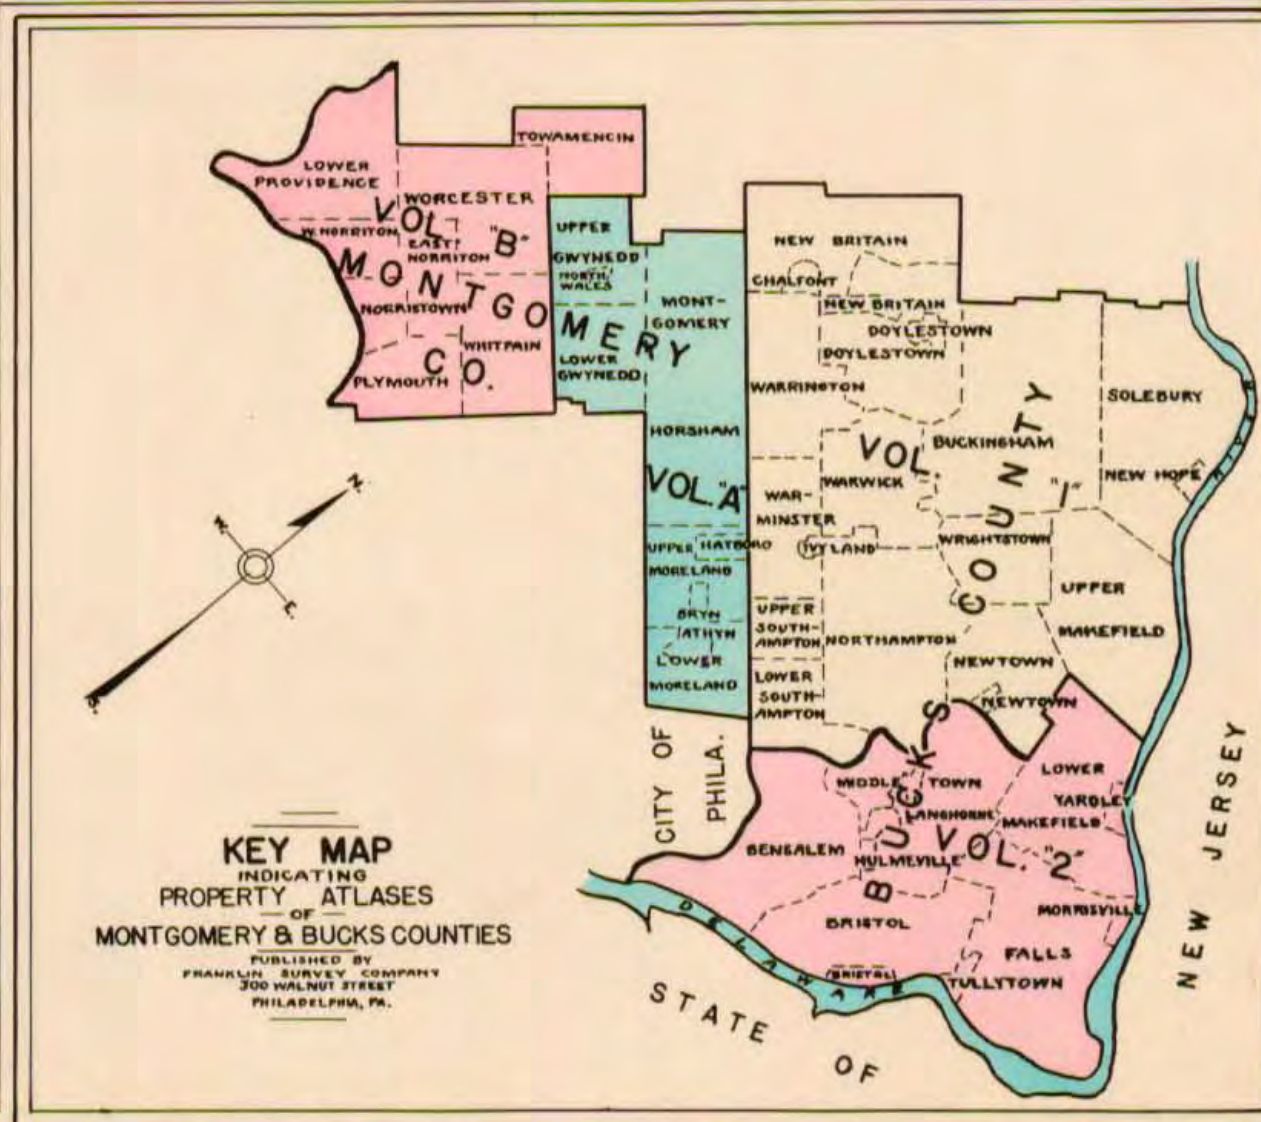 TOWAMENCIN
LOWER
PROVIDENCE
WORCESTER
VOL. "B"
W. NORRITON
EAST
NORRITON
UPPER
GWYNEDD
NORTH
WALES
MONTGOMERY
CO.
NORRISTOWN
WHITPAIN
PLYMOUTH
LOWER
GWYNEDD
MONT-
GOMERY
HORSHAM
VOL. "A"
UPPER
MORELAND
HATBORO
BRYN
ATHYN
LOWER
MORELAND
NEW BRITAIN
CHALFONT
NEW BRITAIN
DOYLESTOWN
DOYLESTOWN
WARRINGTON
BUCKINGHAM
SOLEBURY
NEW HOPE
RIVER
VOL. "1"
WARWICK
WAR-
MINSTER
IVYLAND
WRIGHTSTOWN
UPPER
MAKEFIELD
UPPER
SOUTH-
AMPTON
NORTHAMPTON
NEWTOWN
NEWTOWN
LOWER
SOUTH-
AMPTON
BUCKS COUNTY
N.
W.
E.
S.
CITY OF
PHILA.
MIDDLETOWN
LOWER
MAKEFIELD
YARDLEY
LANGHORNE
BENSALEM
HULMEVILLE
VOL. "2"
MORRISVILLE
BRISTOL
FALLS
BRISTOL
TULLYTOWN
DELAWARE
STATE OF
NEW JERSEY
KEY MAP
INDICATING
PROPERTY ATLASES
OF
MONTGOMERY & BUCKS COUNTIES
PUBLISHED BY
FRANKLIN SURVEY COMPANY
300 WALNUT STREET
PHILADELPHIA, PA.